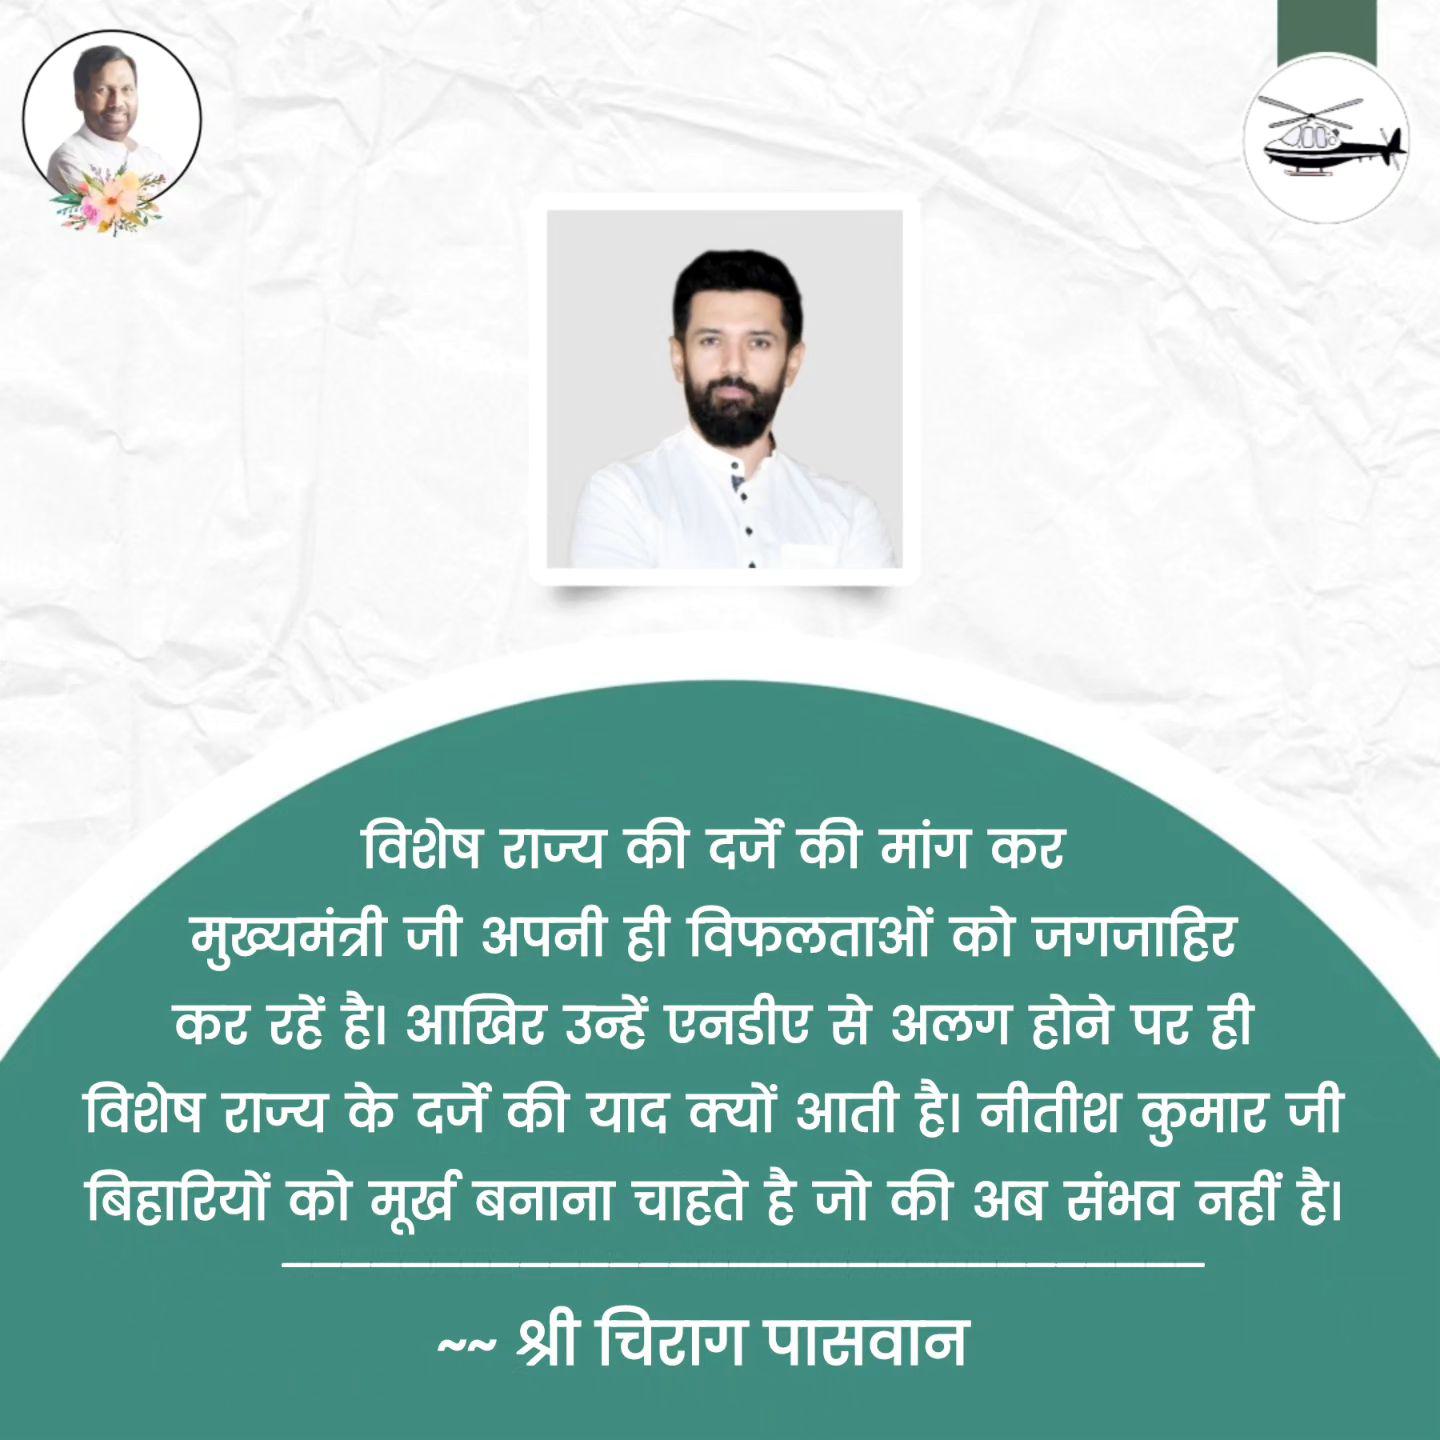 विशेष राज्य की दर्जे की मांग कर
मुख्यमंत्री जी अपनी ही विफलताओं को जगजाहिर
कर रहें है। आखिर उन्हें एनडीए से अलग होने पर ही
विशेष राज्य के दर्जे की याद क्यों आती है। नीतीश कुमार जी
बिहारियों को मूर्ख बनाना चाहते है जो की अब संभव नहीं है।
~~ श्री चिराग पासवान